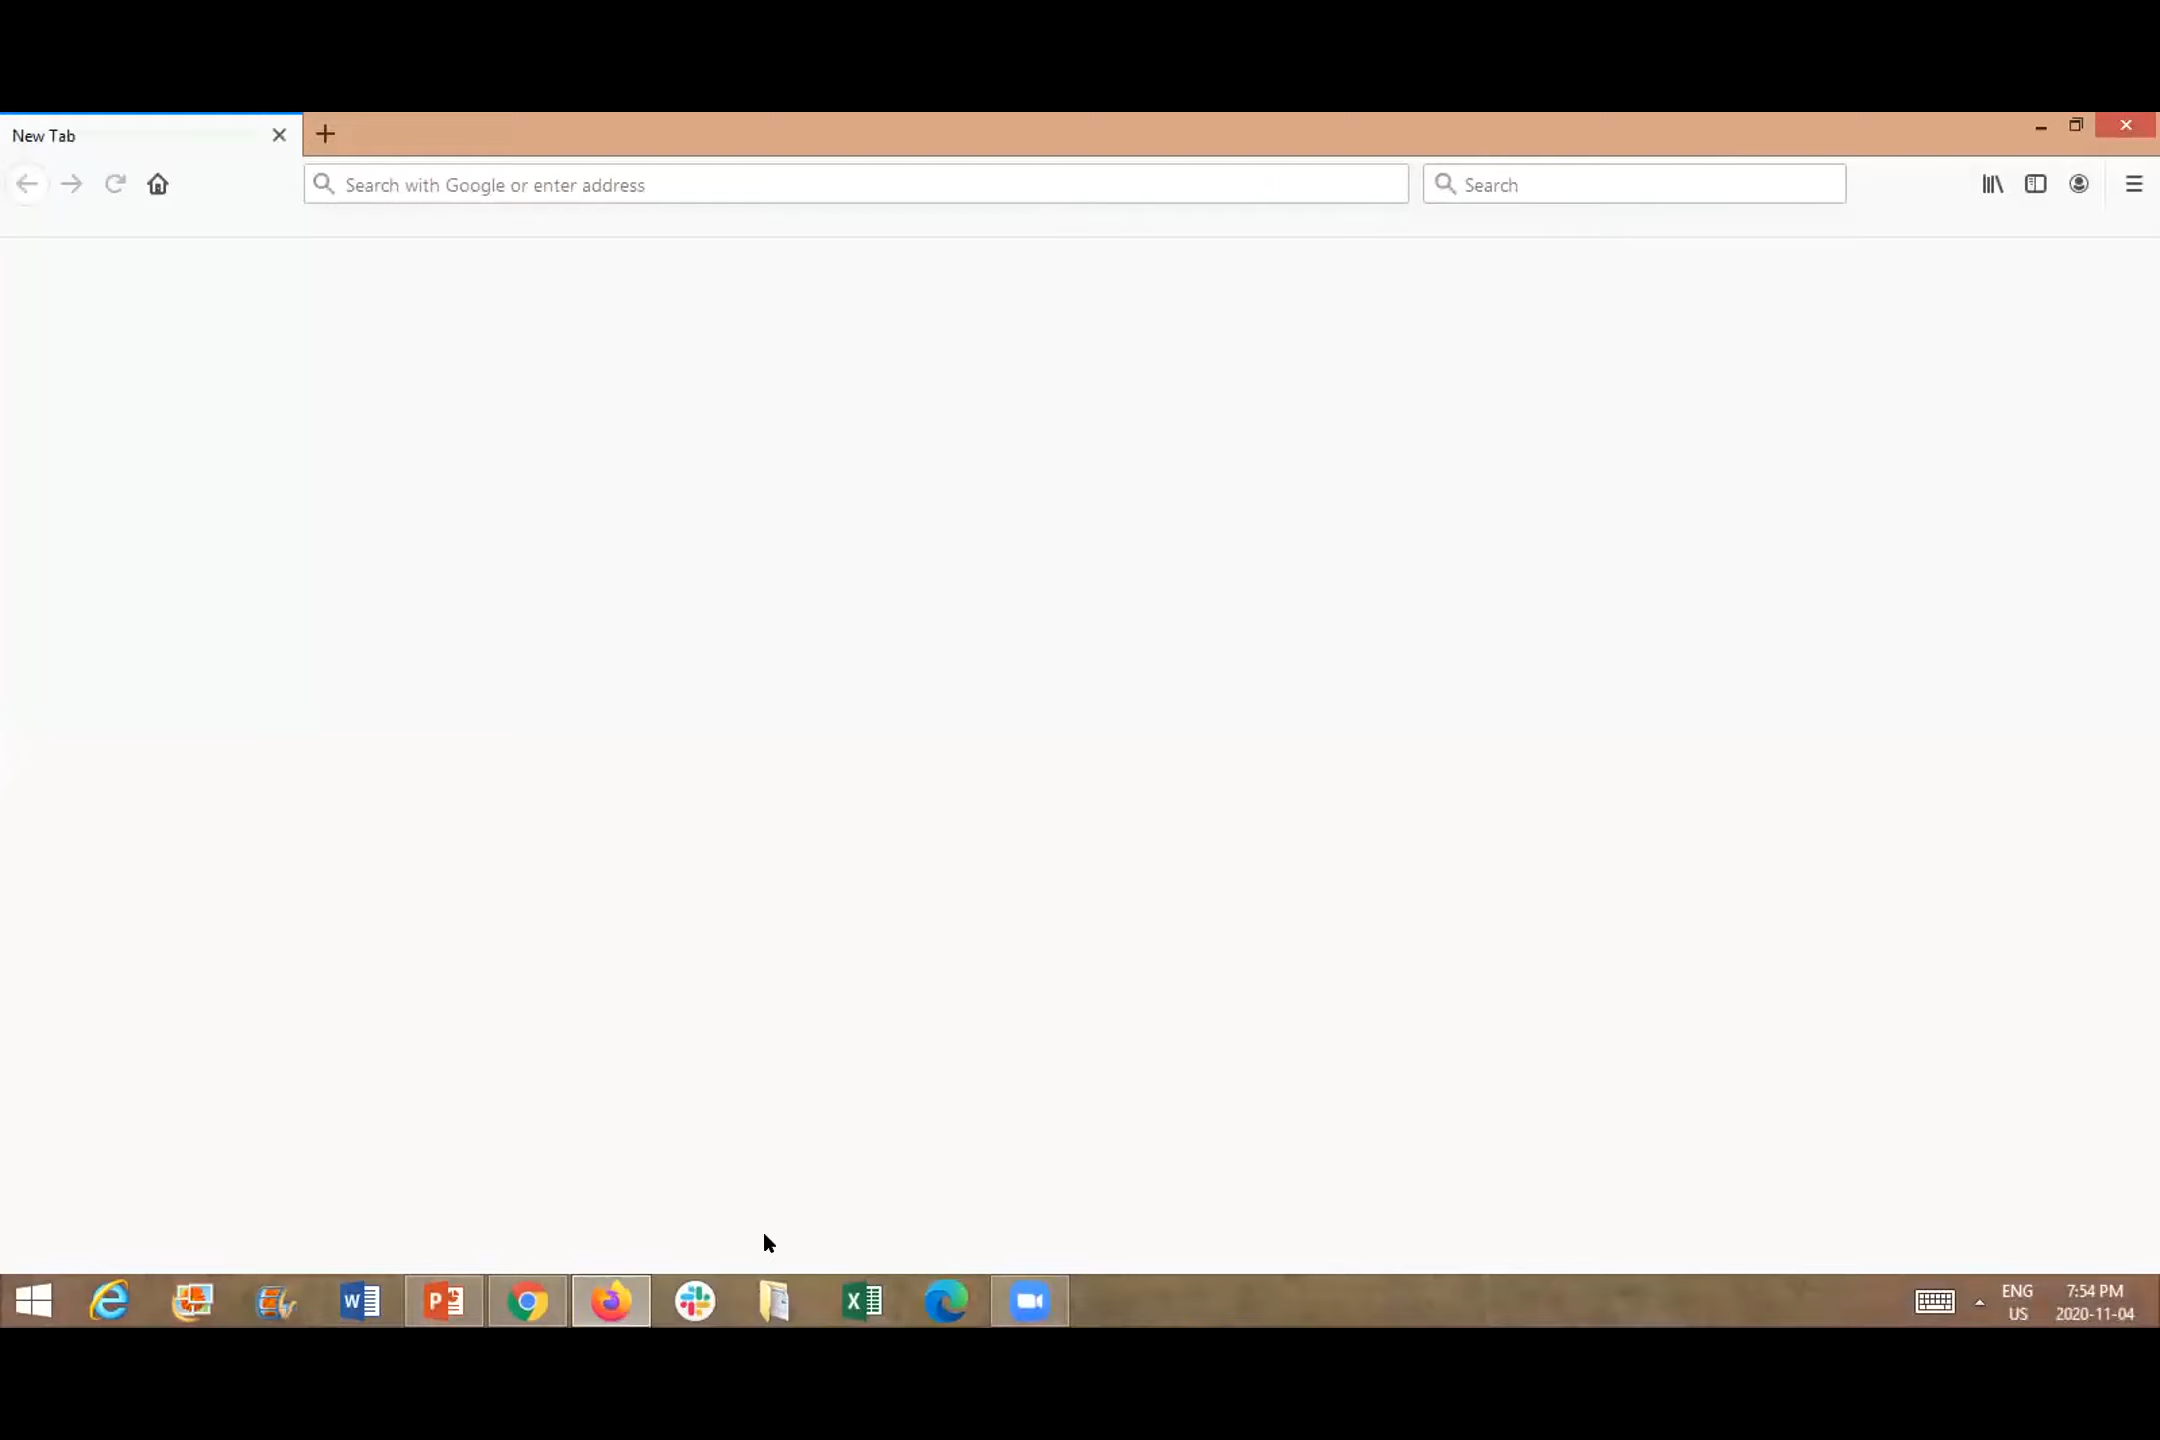 New Tab
Search with Google or enter address
Search
ENG
US
7:54 PM
2020-11-04